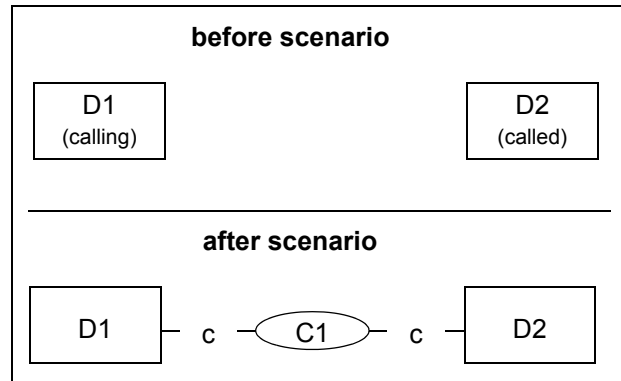 before scenario
D1
(calling)
D2
(called)
after scenario
D1 c C1 c D2